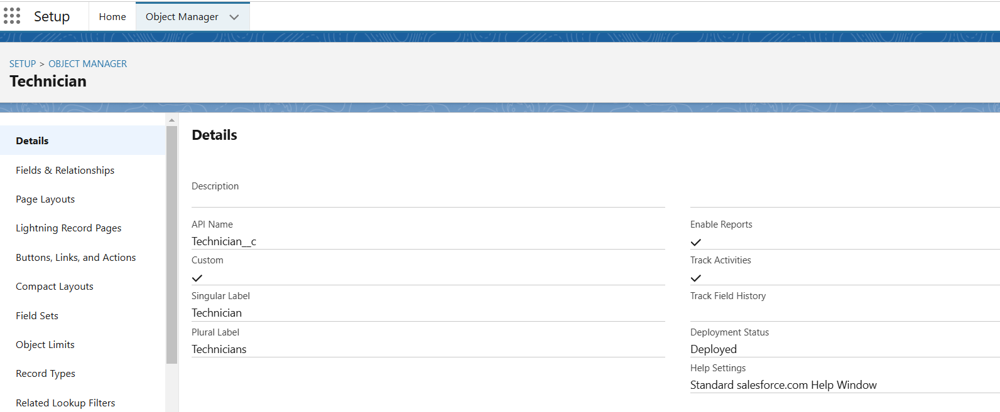 Setup
Home
Object Manager
SETUP > OBJECT MANAGER
Technician
Details
Fields & Relationships
Page Layouts
Lightning Record Pages
Buttons, Links, and Actions
Compact Layouts
Field Sets
Object Limits
Record Types
Related Lookup Filters
Details
Description
API Name
Technician__c
Custom
Singular Label
Technician
Plural Label
Technicians
Enable Reports
Track Activities
Track Field History
Deployment Status
Deployed
Help Settings
Standard salesforce.com Help Window